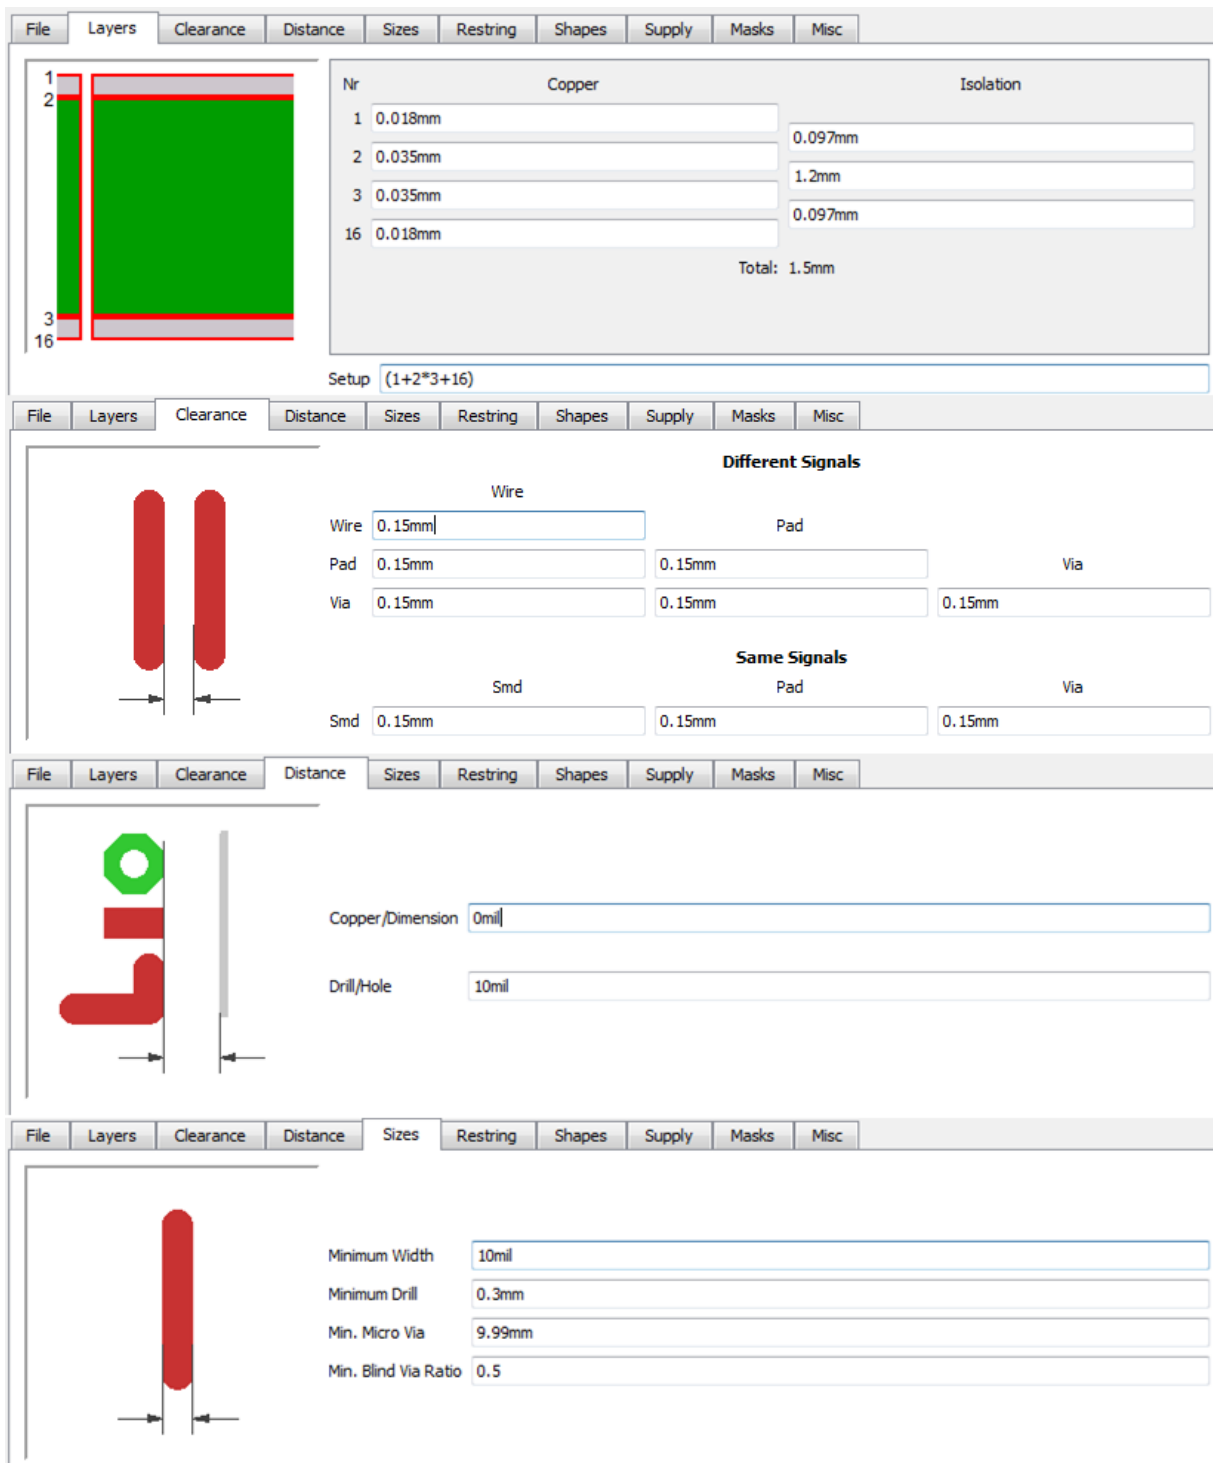 File Layers Clearance Distance Sizes Restring Shapes Supply Masks Misc
1
2
3
16
Nr Copper Isolation
1 0.018mm
0.097mm
2 0.035mm
1.2mm
3 0.035mm
0.097mm
16 0.018mm
Total: 1.5mm
Setup (1+2*3+16)
File Layers Clearance Distance Sizes Restring Shapes Supply Masks Misc
Different Signals
Wire
Wire 0.15mm Pad
Pad 0.15mm 0.15mm Via
Via 0.15mm 0.15mm 0.15mm
Same Signals
Smd Pad Via
Smd 0.15mm 0.15mm 0.15mm
File Layers Clearance Distance Sizes Restring Shapes Supply Masks Misc
Copper/Dimension 0mil
Drill/Hole 10mil
File Layers Clearance Distance Sizes Restring Shapes Supply Masks Misc
Minimum Width 10mil
Minimum Drill 0.3mm
Min. Micro Via 9.99mm
Min. Blind Via Ratio 0.5